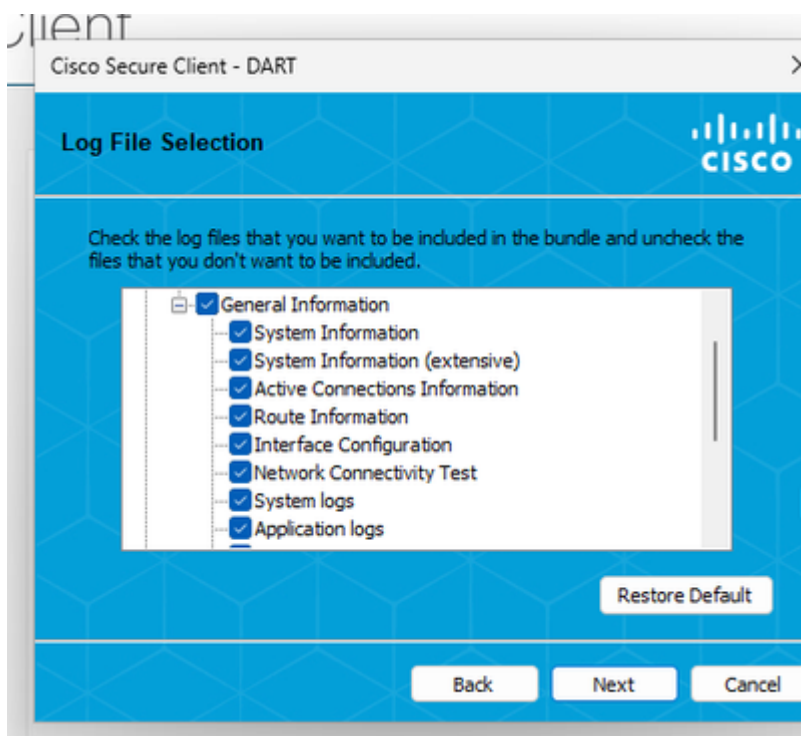 Client
Cisco Secure Client - DART
Log File Selection
CISCO
Check the log files that you want to be included in the bundle and uncheck the
files that you don't want to be included.
General Information
System Information
System Information (extensive)
Active Connections Information
Route Information
Interface Configuration
Network Connectivity Test
System logs
Application logs
Restore Default
Back
Next
Cancel